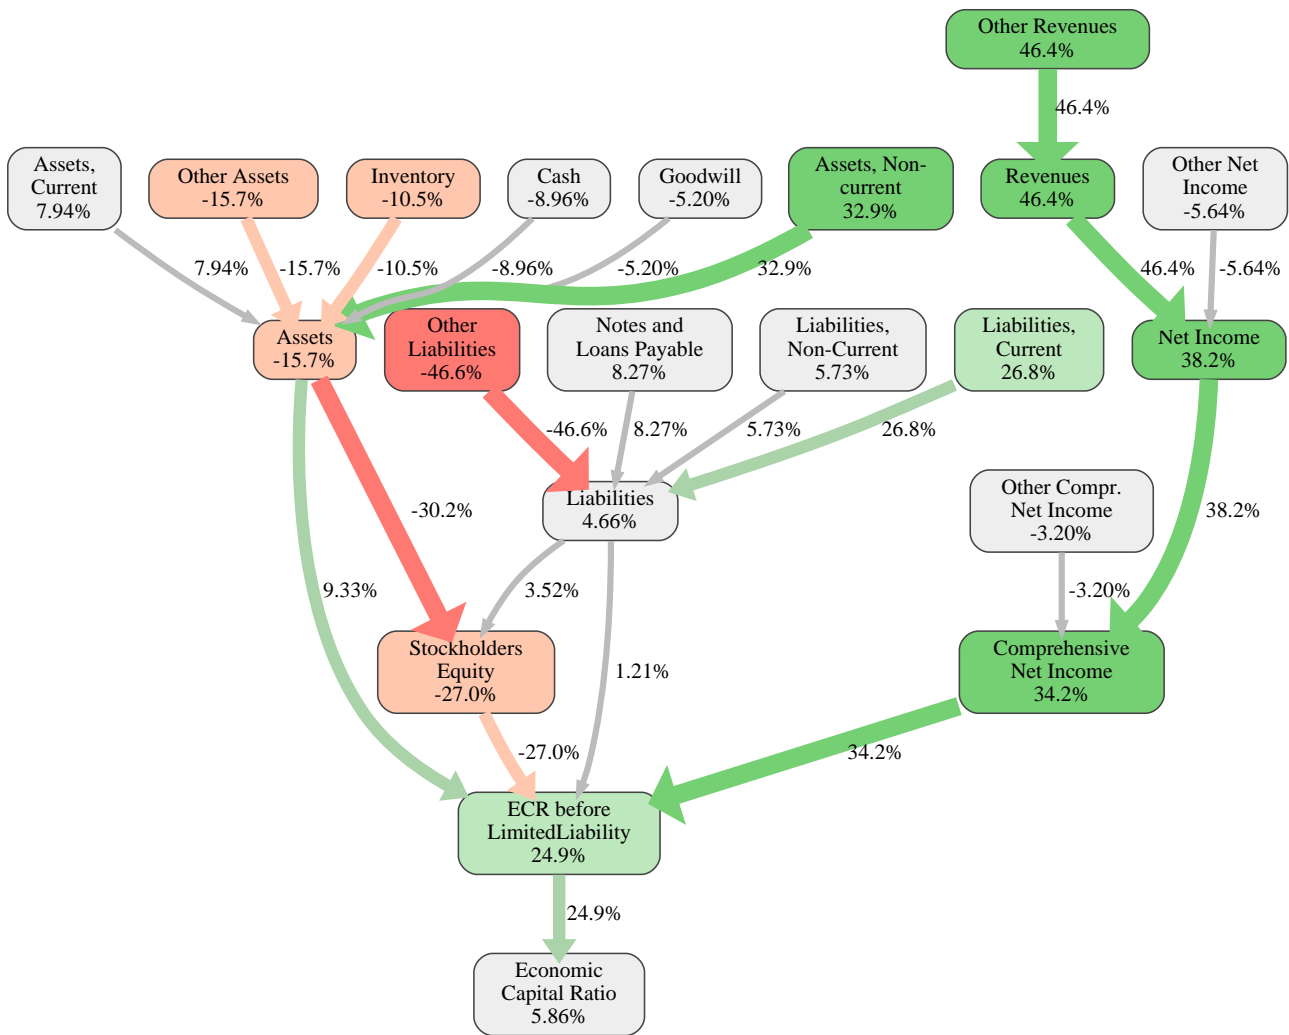 Other Revenues
46.4%
46.4%
Assets,
Current
7.94%
Other Assets
-15.7%
Inventory
-10.5%
Cash
-8.96%
Goodwill
-5.20%
Assets, Non-
current
32.9%
Revenues
46.4%
Other Net
Income
-5.64%
7.94%
-15.7%
-10.5%
-8.96%
-5.20%
32.9%
46.4%
-5.64%
Assets
-15.7%
Other
Liabilities
-46.6%
Notes and
Loans Payable
8.27%
Liabilities,
Non-Current
5.73%
Liabilities,
Current
26.8%
Net Income
38.2%
-46.6%
8.27%
5.73%
26.8%
Liabilities
4.66%
Other Compr.
Net Income
-3.20%
-30.2%
38.2%
9.33%
3.52%
-3.20%
Stockholders
Equity
-27.0%
1.21%
Comprehensive
Net Income
34.2%
-27.0%
34.2%
ECR before
LimitedLiability
24.9%
24.9%
Economic
Capital Ratio
5.86%